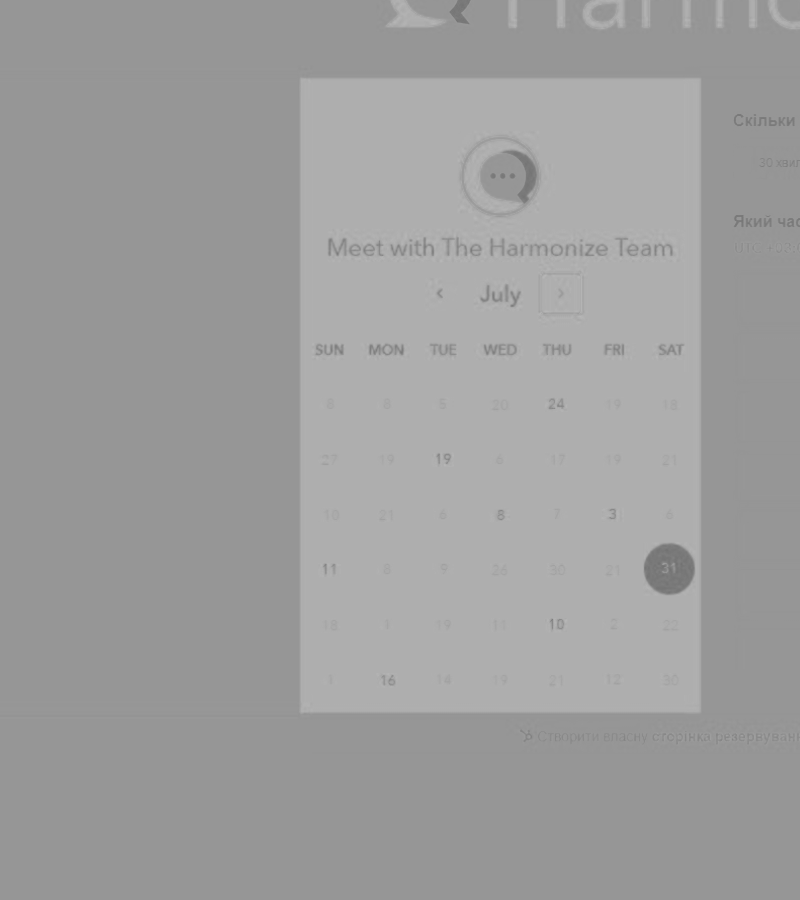 Harmo
Meet with The Harmonize Team
‹ July ›
SUN MON TUE WED THU FRI SAT
8 8 5 20 24 19 18
27 19 19 6 17 19 21
10 21 6 8 7 3 6
11 8 9 26 30 21 31
18 1 19 11 10 2 22
1 16 14 19 21 12 30
Скільки
30 хвил
Який час
Створити власну сторінка резервуванн